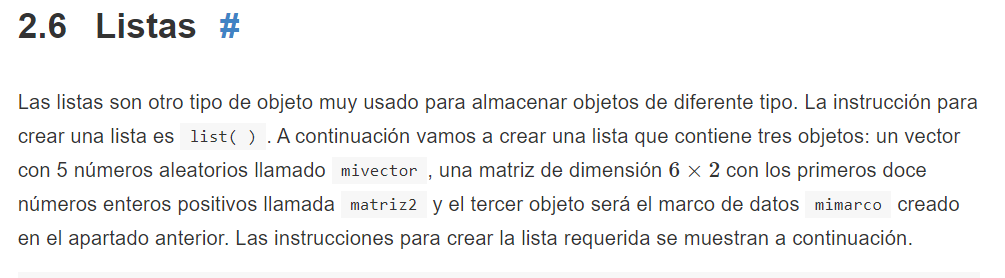 2.6 Listas #
Las listas son otro tipo de objeto muy usado para almacenar objetos de diferente tipo. La instrucción para
crear una lista es list( ) . A continuación vamos a crear una lista que contiene tres objetos: un vector
con 5 números aleatorios llamado mivector , una matriz de dimensión 6 × 2 con los primeros doce
números enteros positivos llamada matriz2 y el tercer objeto será el marco de datos mimarco creado
en el apartado anterior. Las instrucciones para crear la lista requerida se muestran a continuación.